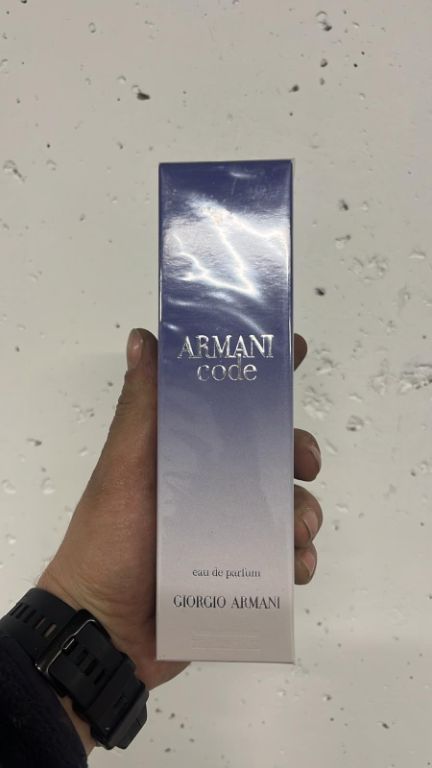 ARMANI
code
eau de parfum
GIORGIO ARMANI